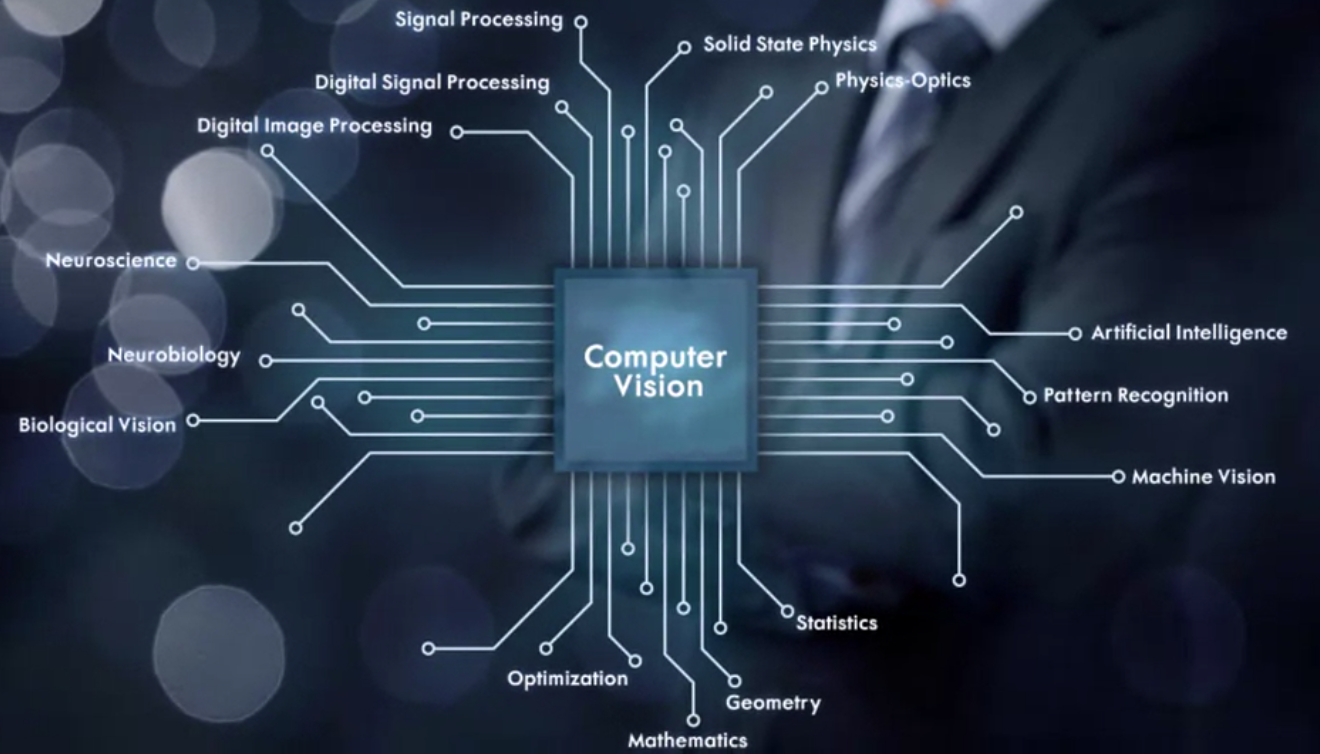 Signal Processing
Solid State Physics
Digital Signal Processing
Physics-Optics
Digital Image Processing
Neuroscience
Artificial Intelligence
Computer
Vision
Neurobiology
Pattern Recognition
Biological Vision
Machine Vision
Statistics
Optimization
Geometry
Mathematics